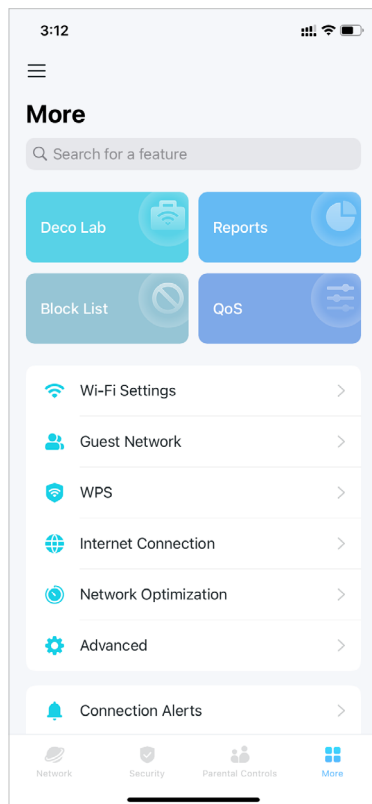 3:12
More
Search for a feature
Deco Lab
Reports
Block List
QoS
Wi-Fi Settings
Guest Network
WPS
Internet Connection
Network Optimization
Advanced
Connection Alerts
Network
Security
Parental Controls
More